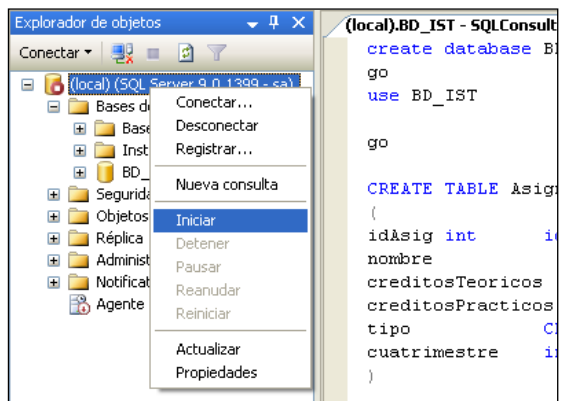 Explorador de objetos
Conectar
(local) (SQL Server 9.0.1399 - sa)
Bases de
Base
Inst
BD_
Segurida
Objetos
Réplica
Administ
Notificat
Agente
Conectar...
Desconectar
Registrar...
Nueva consulta
Iniciar
Detener
Pausar
Reanudar
Reiniciar
Actualizar
Propiedades
(local).BD_IST - SQLConsult
create database B
go
use BD_IST
go
CREATE TABLE Asig
(
idAsig int i
nombre
creditosTeoricos
creditosPracticos
tipo C
cuatrimestre i
)